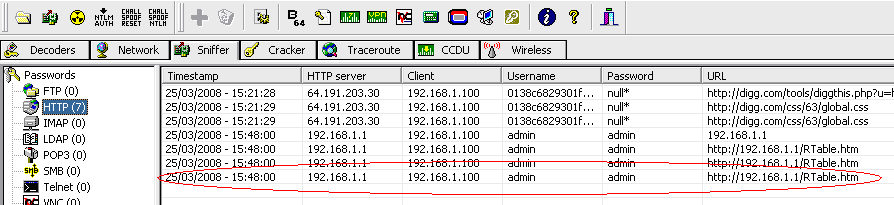 NTLM AUTH CHALL SPOOF RESET CHALL SPOOF NTLM B 64
Decoders Network Sniffer Cracker Traceroute CCDU Wireless
Passwords
FTP (0)
HTTP (7)
IMAP (0)
LDAP (0)
POP3 (0)
SMB (0)
Telnet (0)
VNC (0)
Timestamp HTTP server Client Username Password URL
25/03/2008 - 15:21:28 64.191.203.30 192.168.1.100 0138c6829301f... null* http://digg.com/tools/diggthis.php?u=h
25/03/2008 - 15:21:29 64.191.203.30 192.168.1.100 0138c6829301f... null* http://digg.com/css/63/global.css
25/03/2008 - 15:21:29 64.191.203.30 192.168.1.100 0138c6829301f... null* http://digg.com/css/63/global.css
25/03/2008 - 15:48:00 192.168.1.1 192.168.1.100 admin admin 192.168.1.1
25/03/2008 - 15:48:00 192.168.1.1 192.168.1.100 admin admin http://192.168.1.1/RTable.htm
25/03/2008 - 15:48:00 192.168.1.1 192.168.1.100 admin admin http://192.168.1.1/RTable.htm
25/03/2008 - 15:48:00 192.168.1.1 192.168.1.100 admin admin http://192.168.1.1/RTable.htm